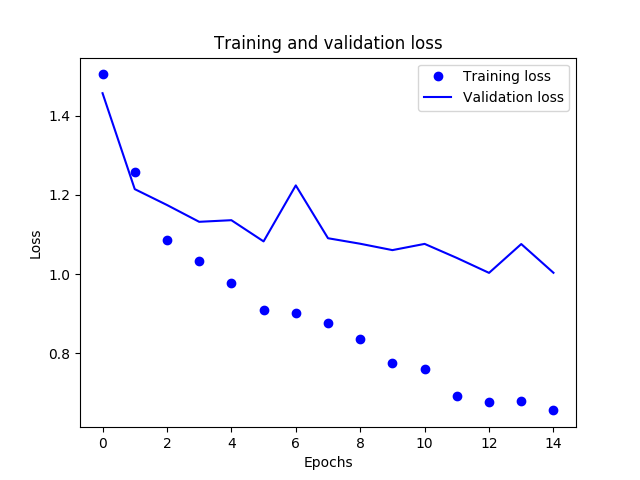 Training and validation loss
Training loss
Validation loss
1.4
1.2
1.0
0.8
Loss
0 2 4 6 8 10 12 14
Epochs